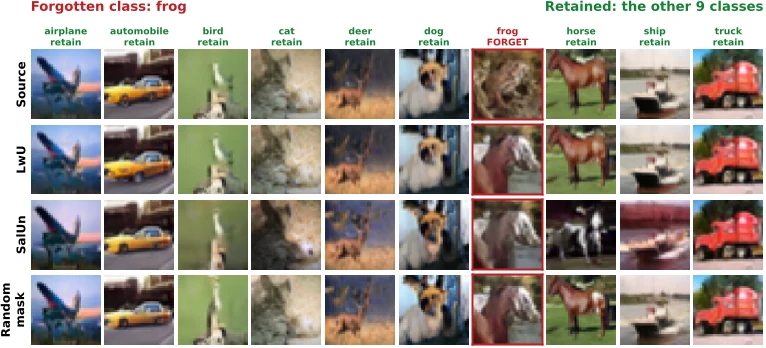 Forgotten class: frog
Retained: the other 9 classes
airplane retain
automobile retain
bird retain
cat retain
deer retain
dog retain
frog FORGET
horse retain
ship retain
truck retain
Source
LwU
SalUn
Random mask